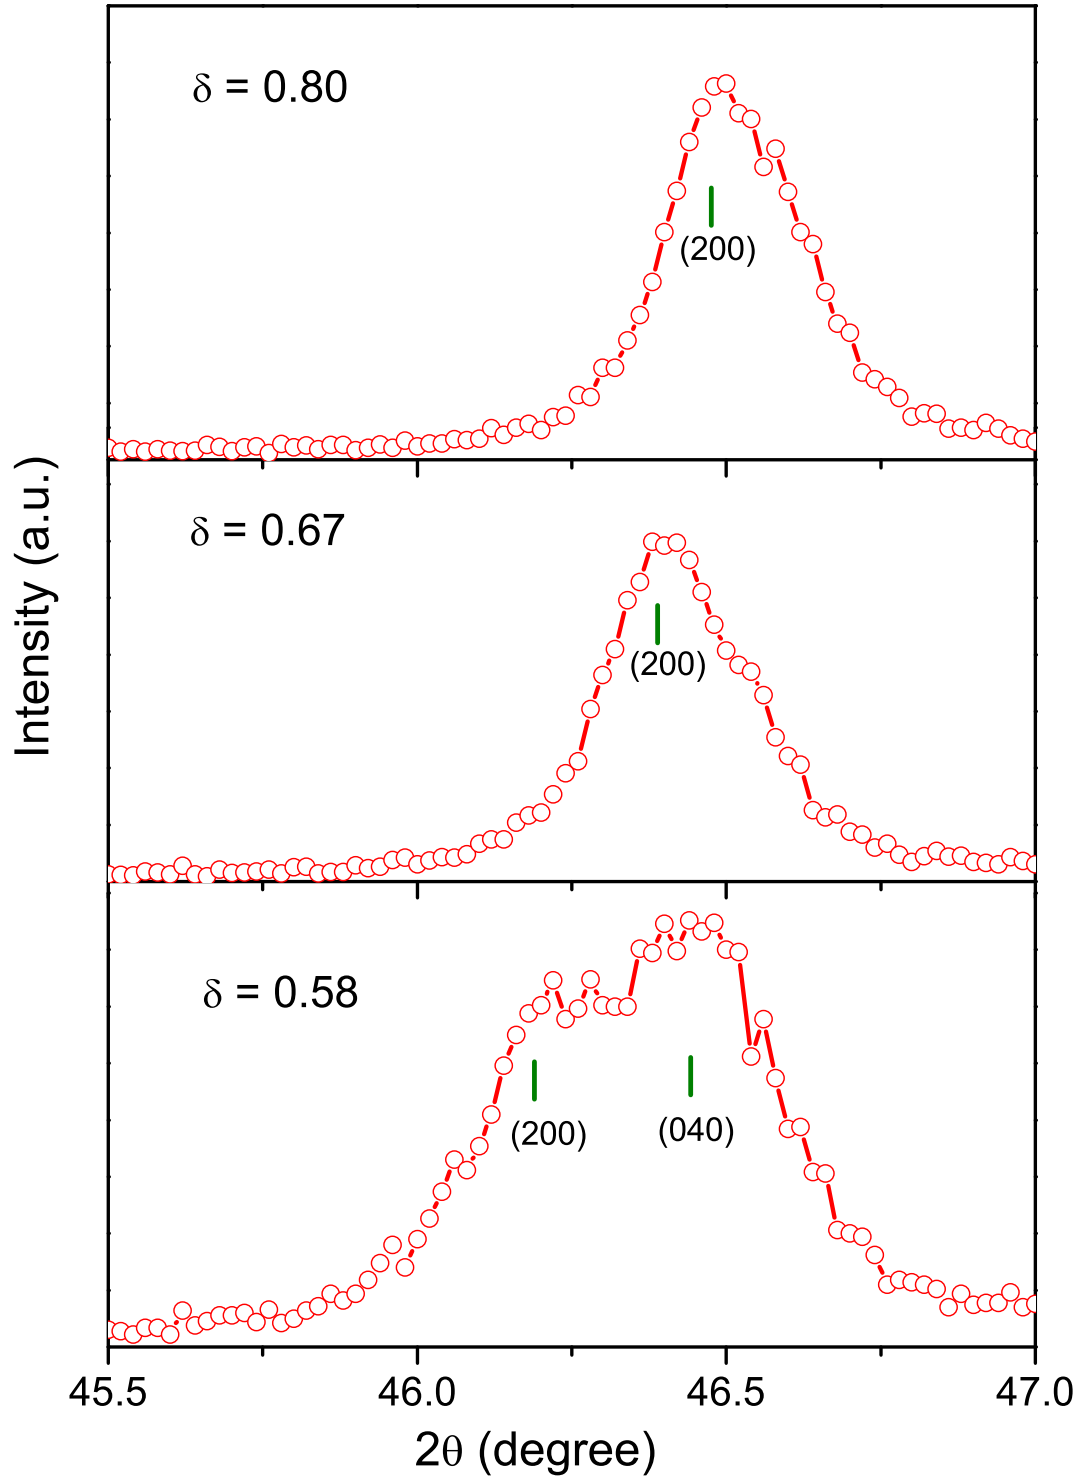 δ = 0.80
(200)
δ = 0.67
(200)
δ = 0.58
(200)
(040)
Intensity (a.u.)
45.5
46.0
46.5
47.0
2θ (degree)